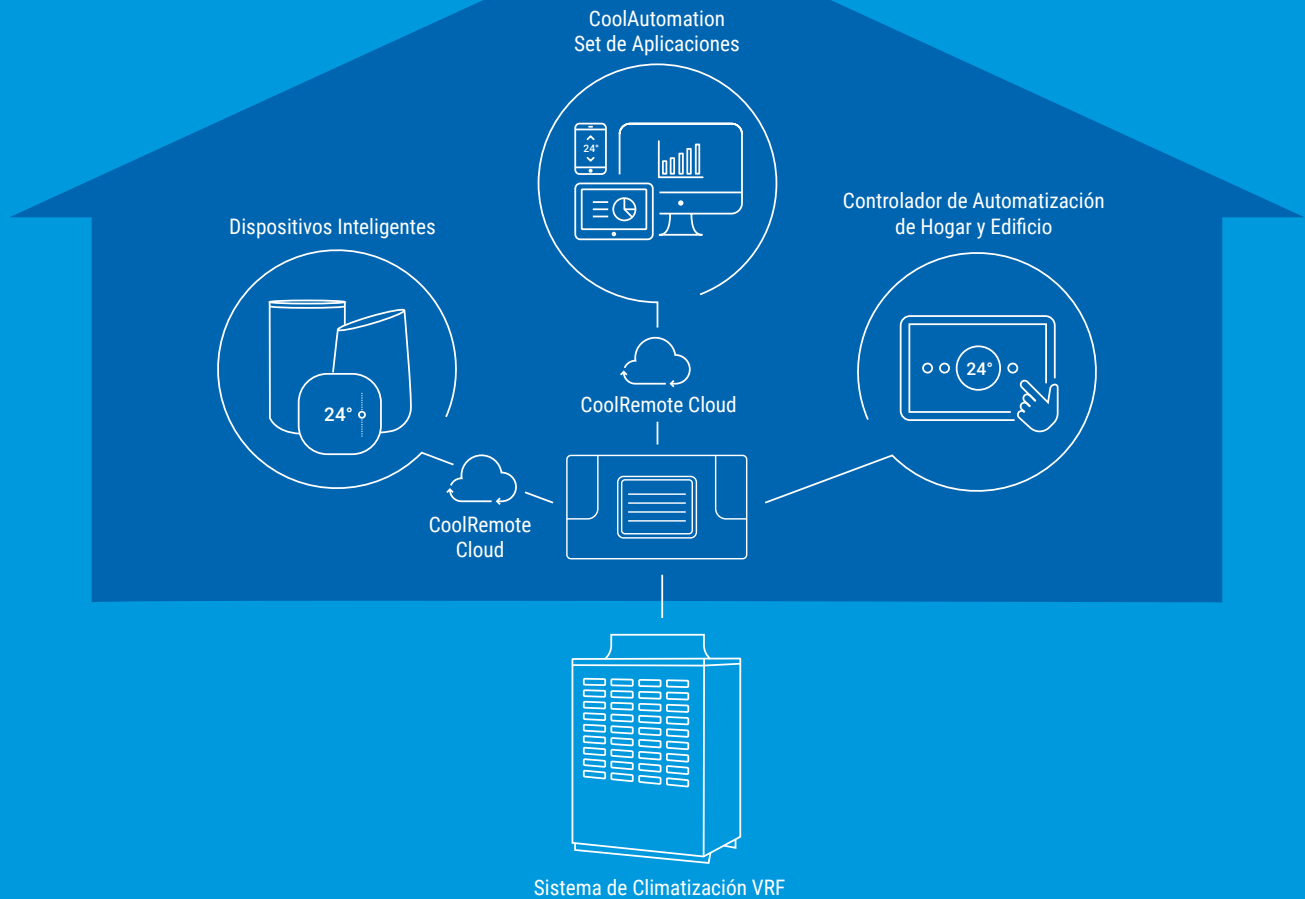 CoolAutomation
Set de Aplicaciones
24°
Dispositivos Inteligentes
24°
Controlador de Automatización
de Hogar y Edificio
24°
CoolRemote Cloud
CoolRemote
Cloud
Sistema de Climatización VRF